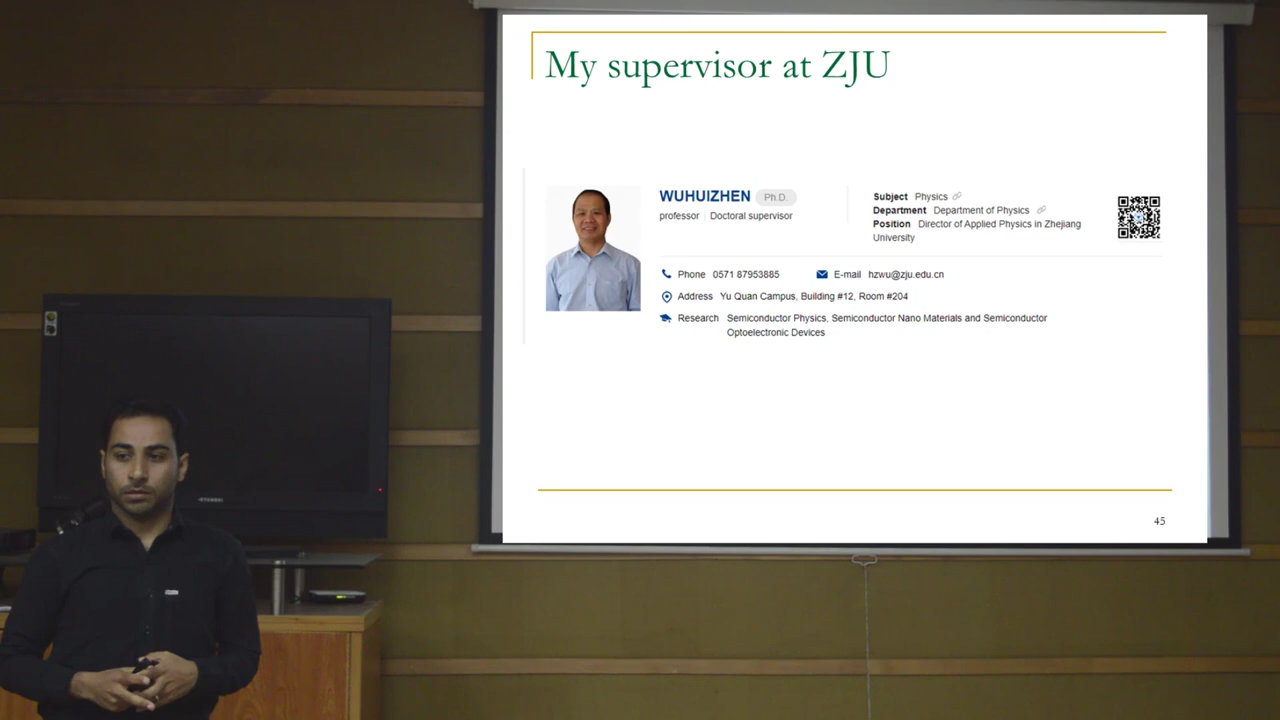 My supervisor at ZJU
WUHUIZHEN Ph.D.
professor Doctoral supervisor
Subject Physics
Department Department of Physics
Position Director of Applied Physics in Zhejiang
University
Phone 0571 87953885 E-mail hzwu@zju.edu.cn
Address Yu Quan Campus, Building #12, Room #204
Research Semiconductor Physics, Semiconductor Nano Materials and Semiconductor
Optoelectronic Devices
45